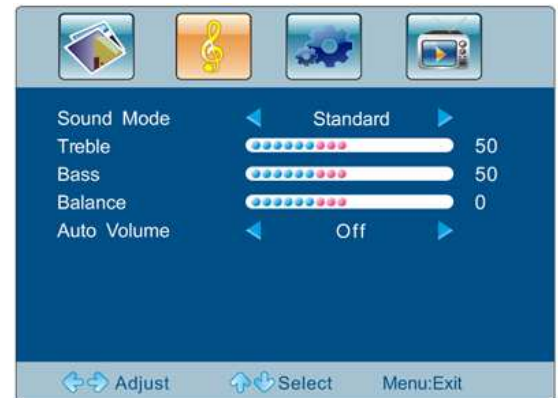 Sound Mode Standard
Treble 50
Bass 50
Balance 0
Auto Volume Off
Adjust Select Menu:Exit